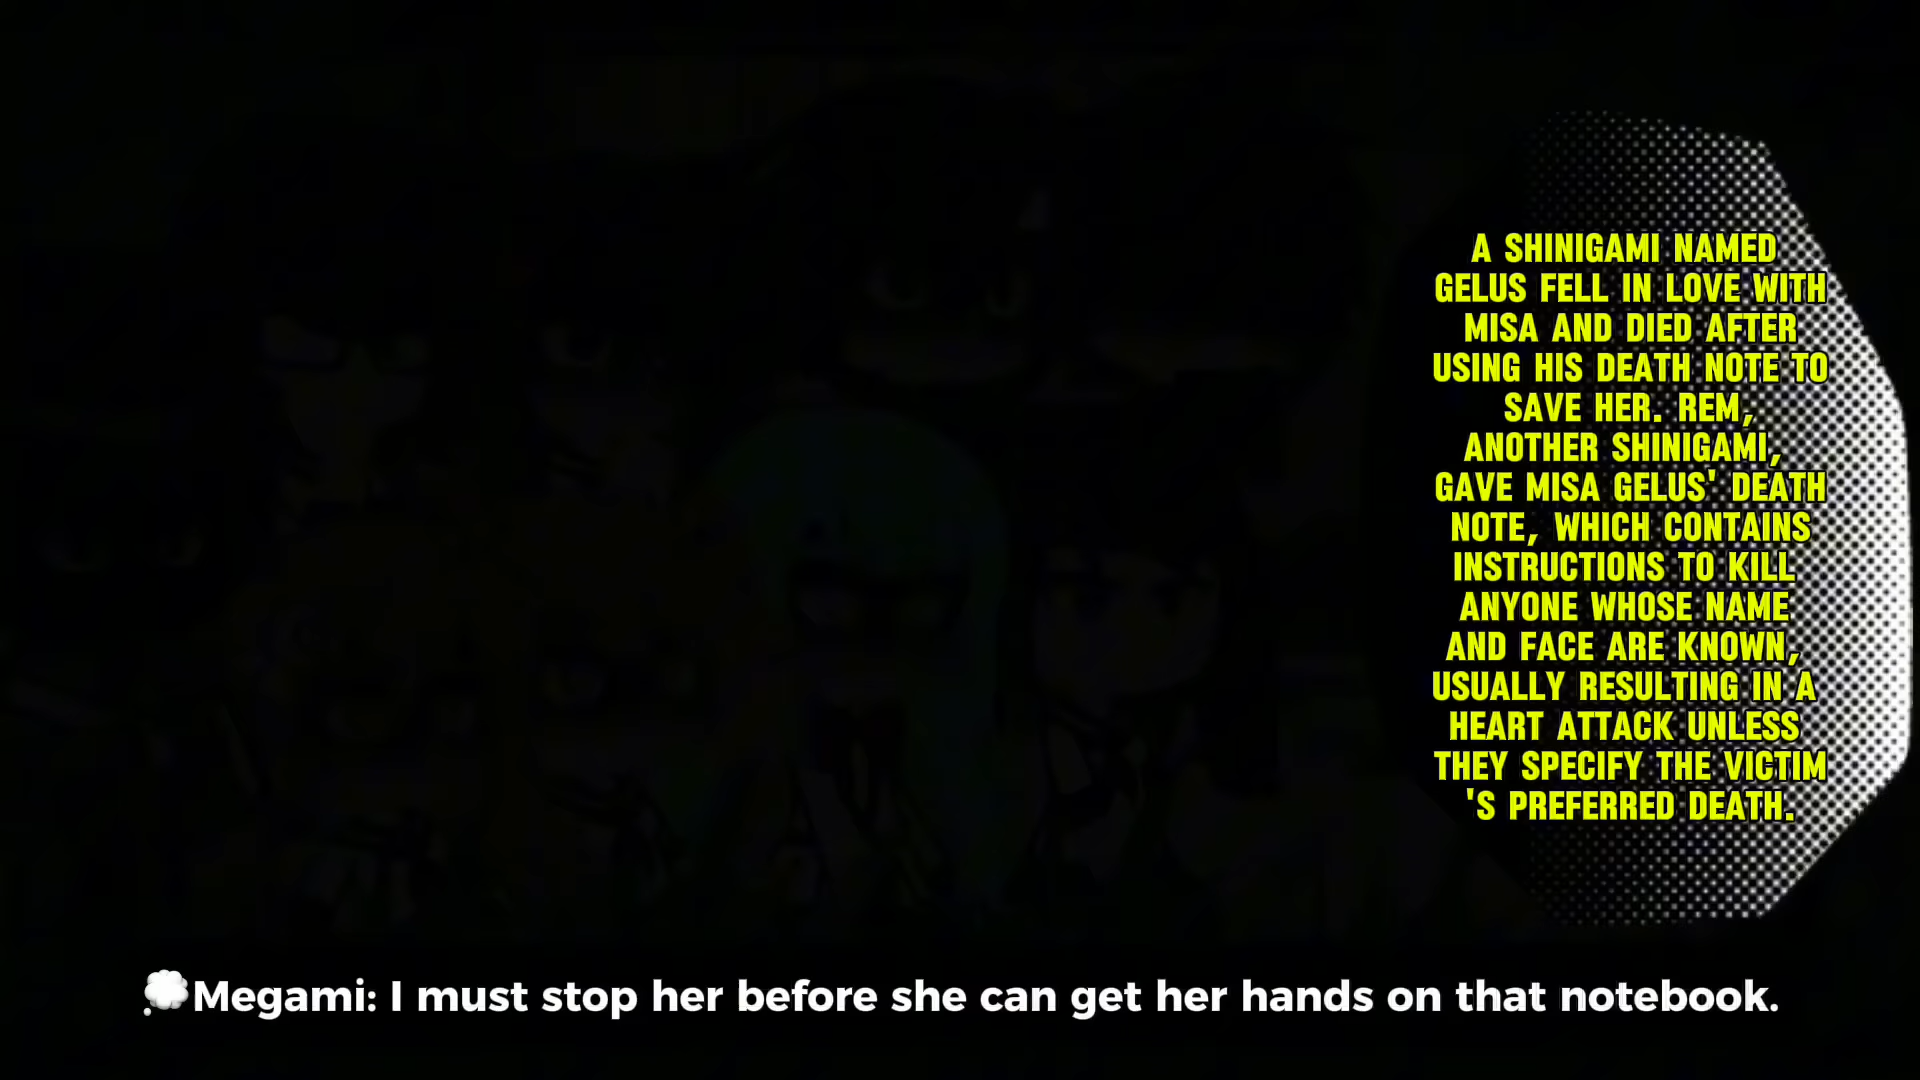 A SHINIGAMI NAMED
GELUS FELL IN LOVE WITH
MISA AND DIED AFTER
USING HIS DEATH NOTE TO
SAVE HER. REM,
ANOTHER SHINIGAMI,
GAVE MISA GELUS' DEATH
NOTE, WHICH CONTAINS
INSTRUCTIONS TO KILL
ANYONE WHOSE NAME
AND FACE ARE KNOWN,
USUALLY RESULTING IN A
HEART ATTACK UNLESS
THEY SPECIFY THE VICTIM
'S PREFERRED DEATH.
💭Megami: I must stop her before she can get her hands on that notebook.